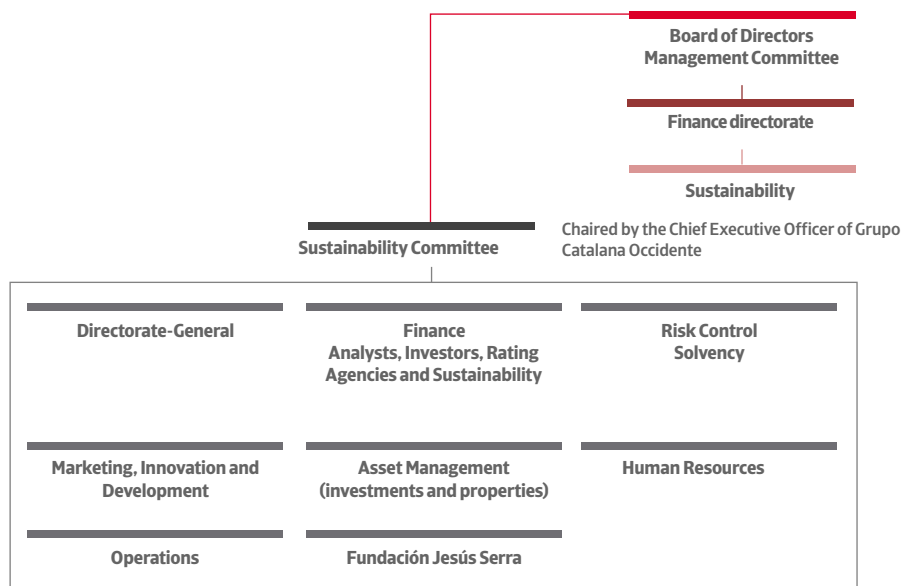 Board of Directors
Management Committee
Finance directorate
Sustainability
Sustainability Committee
Chaired by the Chief Executive Officer of Grupo
Catalana Occidente
Directorate-General
Finance
Analysts, Investors, Rating
Agencies and Sustainability
Risk Control
Solvency
Marketing, Innovation and
Development
Asset Management
(investments and properties)
Human Resources
Operations
Fundación Jesús Serra